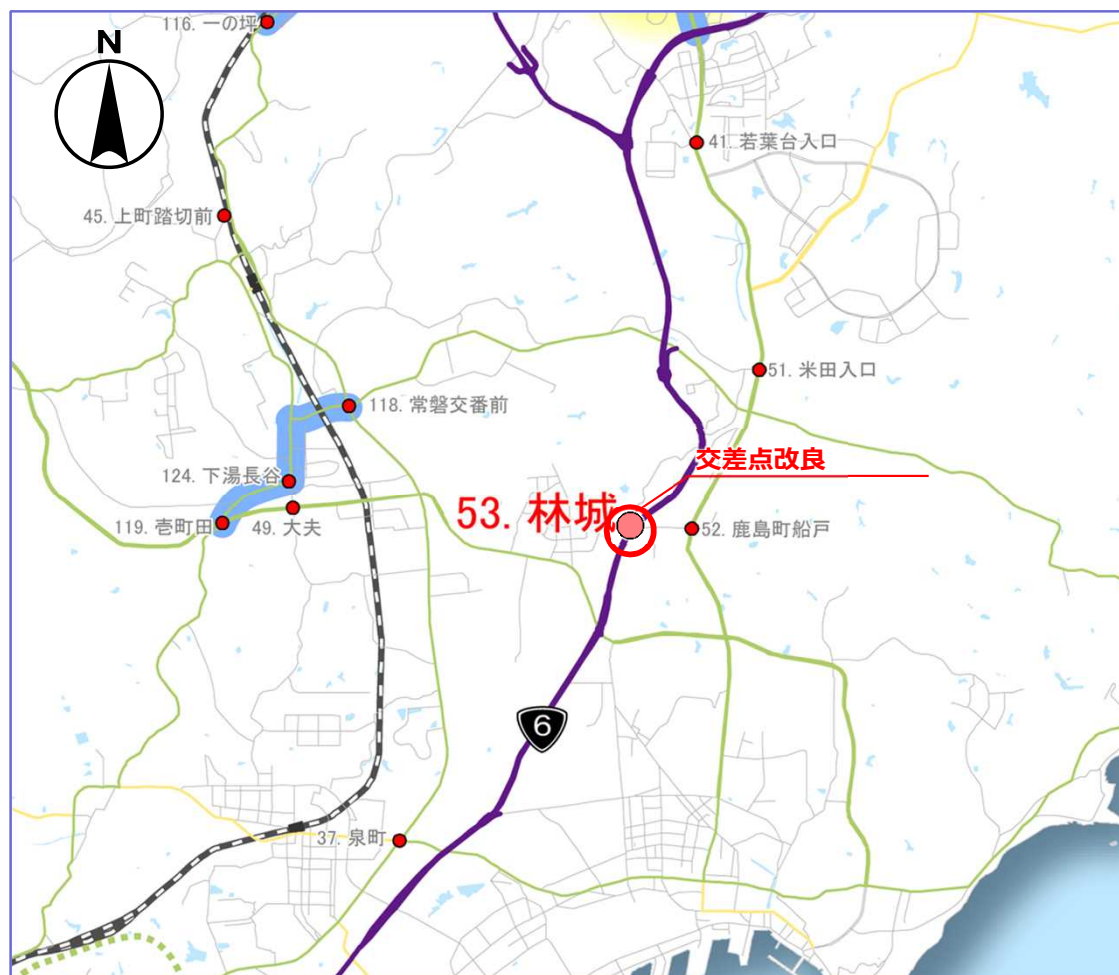 116. 一の坪
N
41. 若葉台入口
45. 上町踏切前
51. 米田入口
118. 常磐交番前
交差点改良
124. 下湯長谷
53. 林城
119. 壱町田
49. 大夫
52. 鹿島町船戸
6
37. 泉町